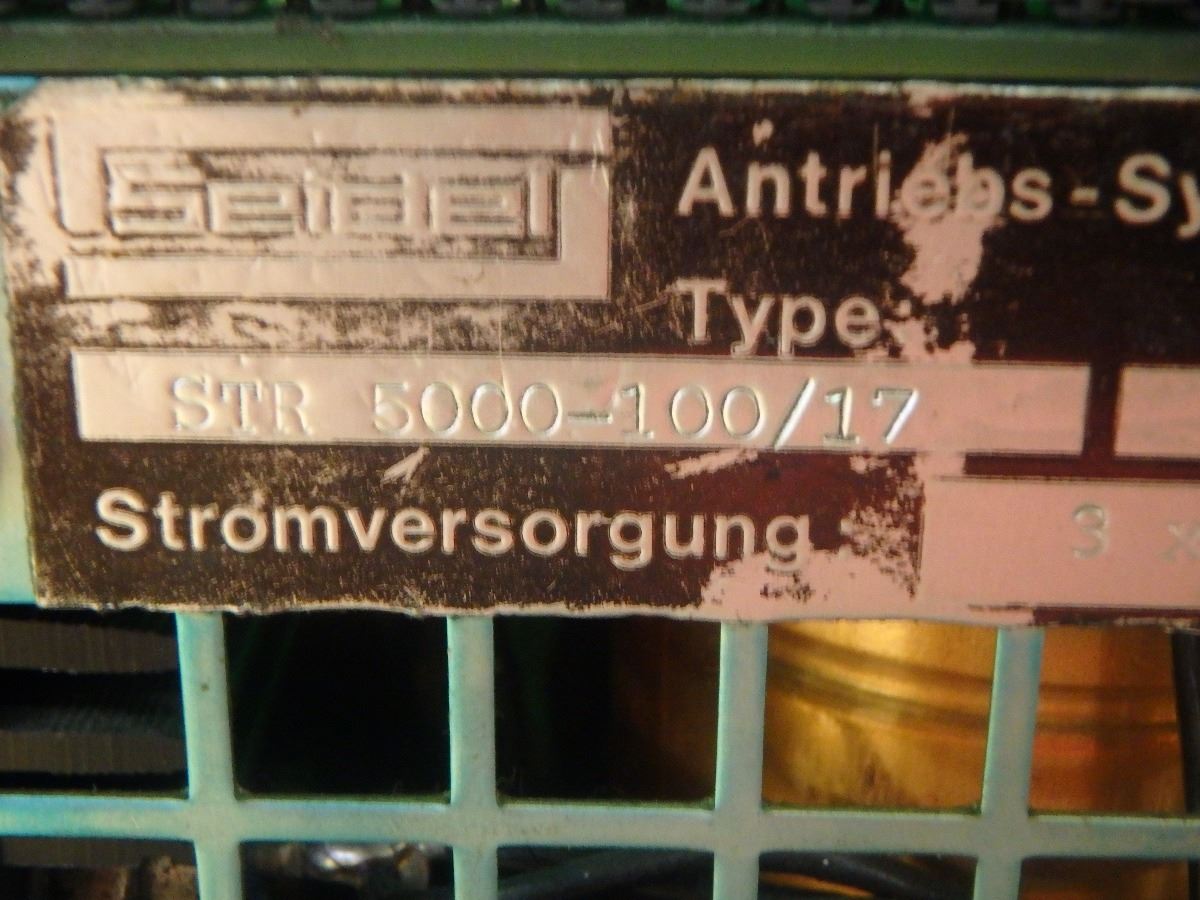 Seidel
Antriebs-Sy
Type:
STR 5000-100/17
Stromversorgung
3 x